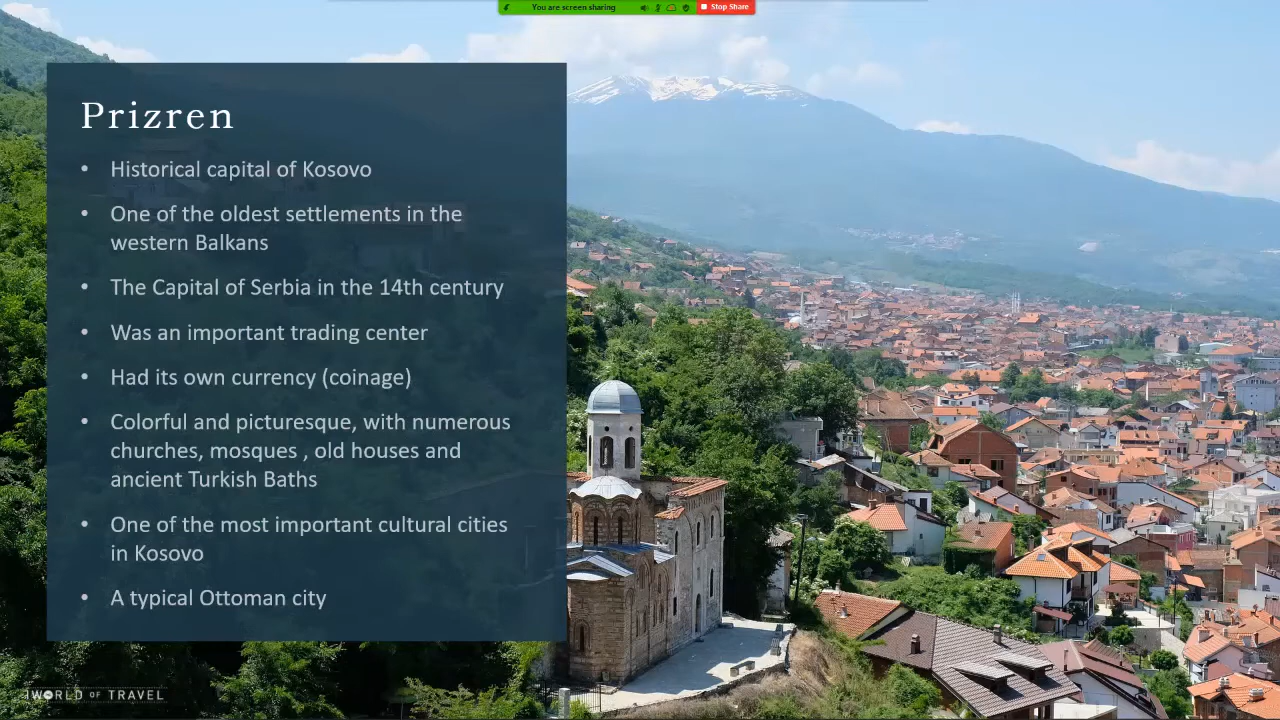 You are screen sharing
Stop Share
Prizren
• Historical capital of Kosovo
• One of the oldest settlements in the
western Balkans
• The Capital of Serbia in the 14th century
• Was an important trading center
• Had its own currency (coinage)
• Colorful and picturesque, with numerous
churches, mosques , old houses and
ancient Turkish Baths
• One of the most important cultural cities
in Kosovo
• A typical Ottoman city
WORLD OF TRAVEL